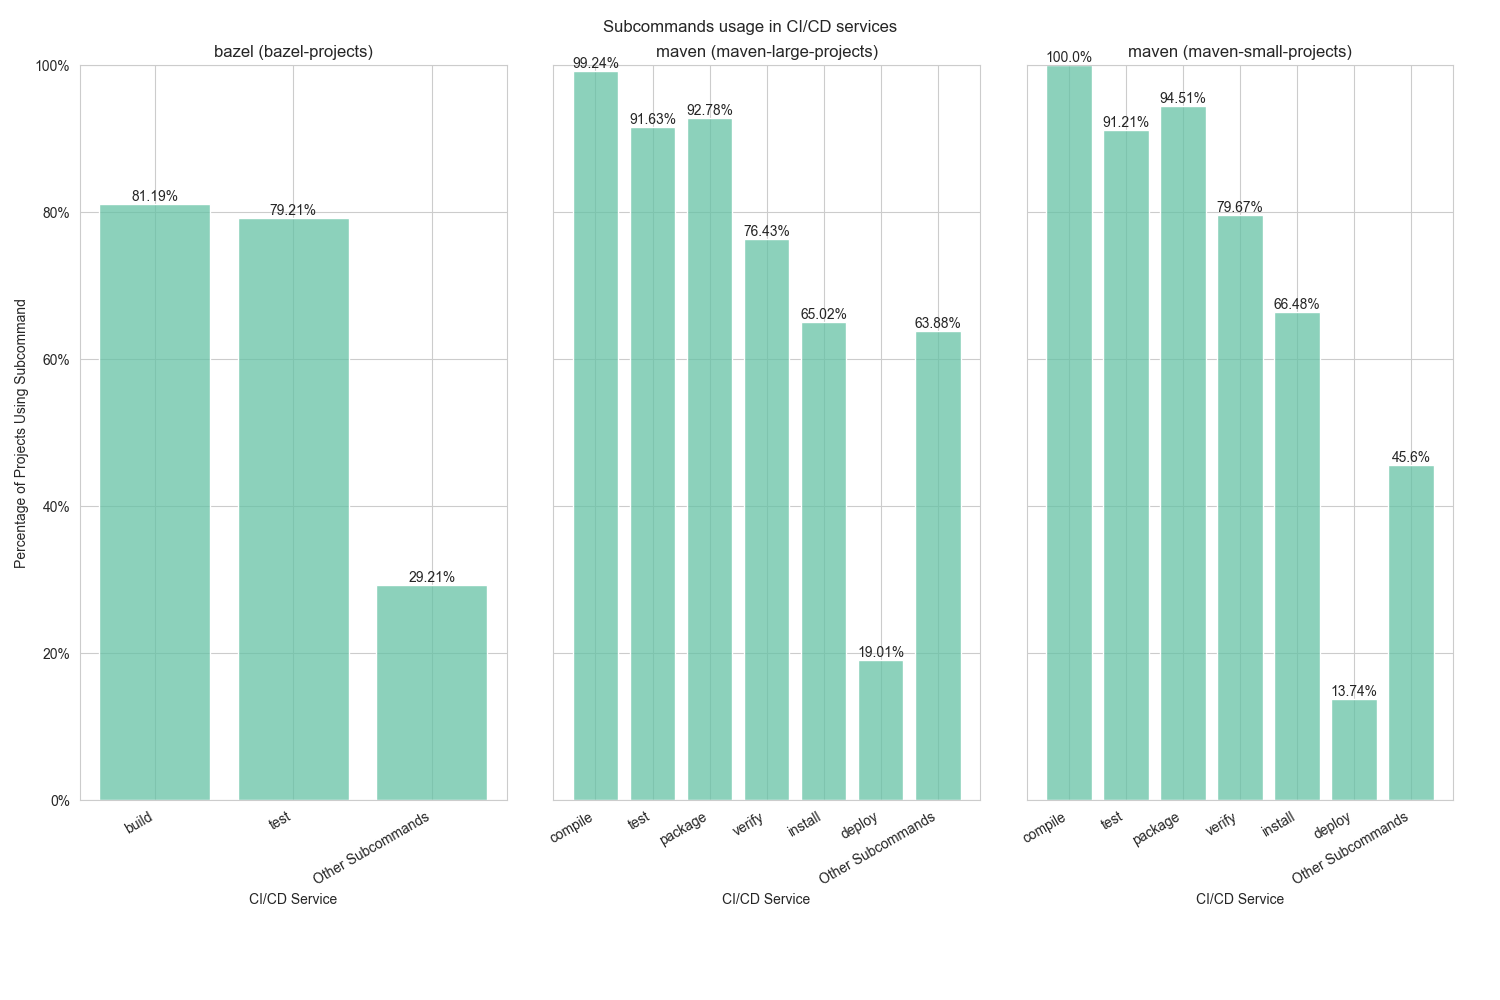 Subcommands usage in CI/CD services
bazel (bazel-projects)
maven (maven-large-projects)
maven (maven-small-projects)
Percentage of Projects Using Subcommand
100%
80%
60%
40%
20%
0%
81.19%
79.21%
29.21%
build
test
Other Subcommands
CI/CD Service
99.24%
91.63%
92.78%
76.43%
65.02%
19.01%
63.88%
compile
test
package
verify
install
deploy
Other Subcommands
CI/CD Service
100.0%
91.21%
94.51%
79.67%
66.48%
13.74%
45.6%
compile
test
package
verify
install
deploy
Other Subcommands
CI/CD Service